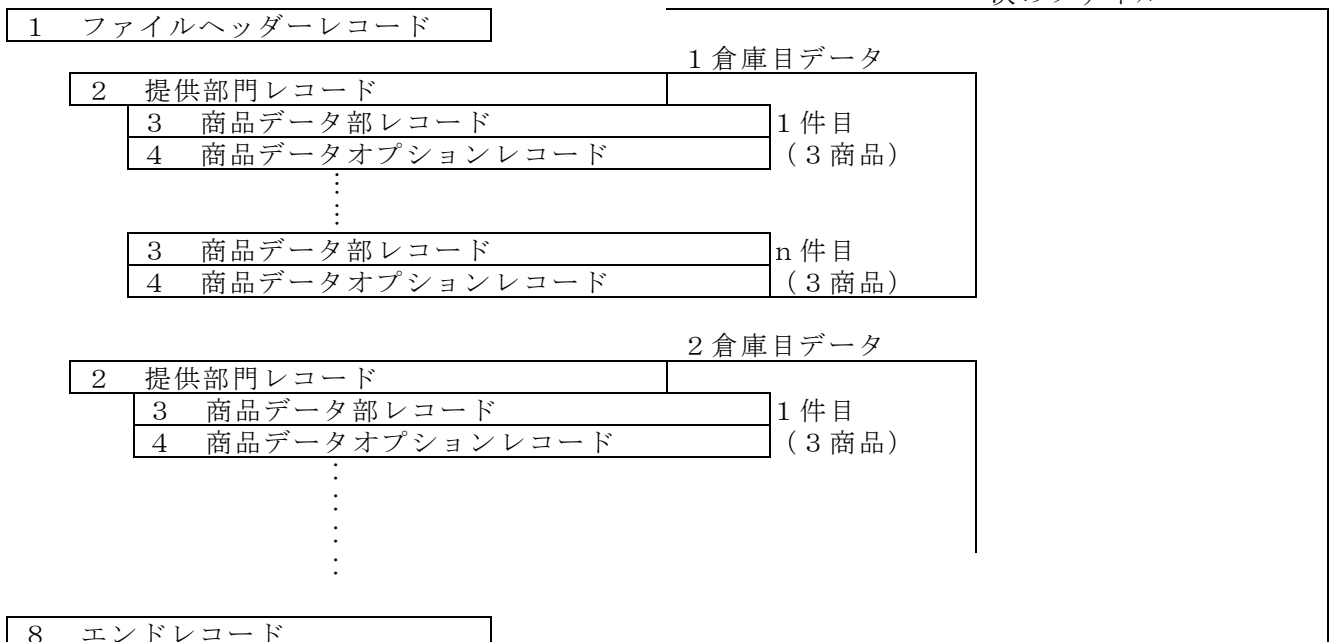 1 ファイルヘッダーレコード
1倉庫目データ
2 提供部門レコード
3 商品データ部レコード 1件目
4 商品データオプションレコード (3商品)
3 商品データ部レコード n件目
4 商品データオプションレコード (3商品)
2倉庫目データ
2 提供部門レコード
3 商品データ部レコード 1件目
4 商品データオプションレコード (3商品)
8 エンドレコード